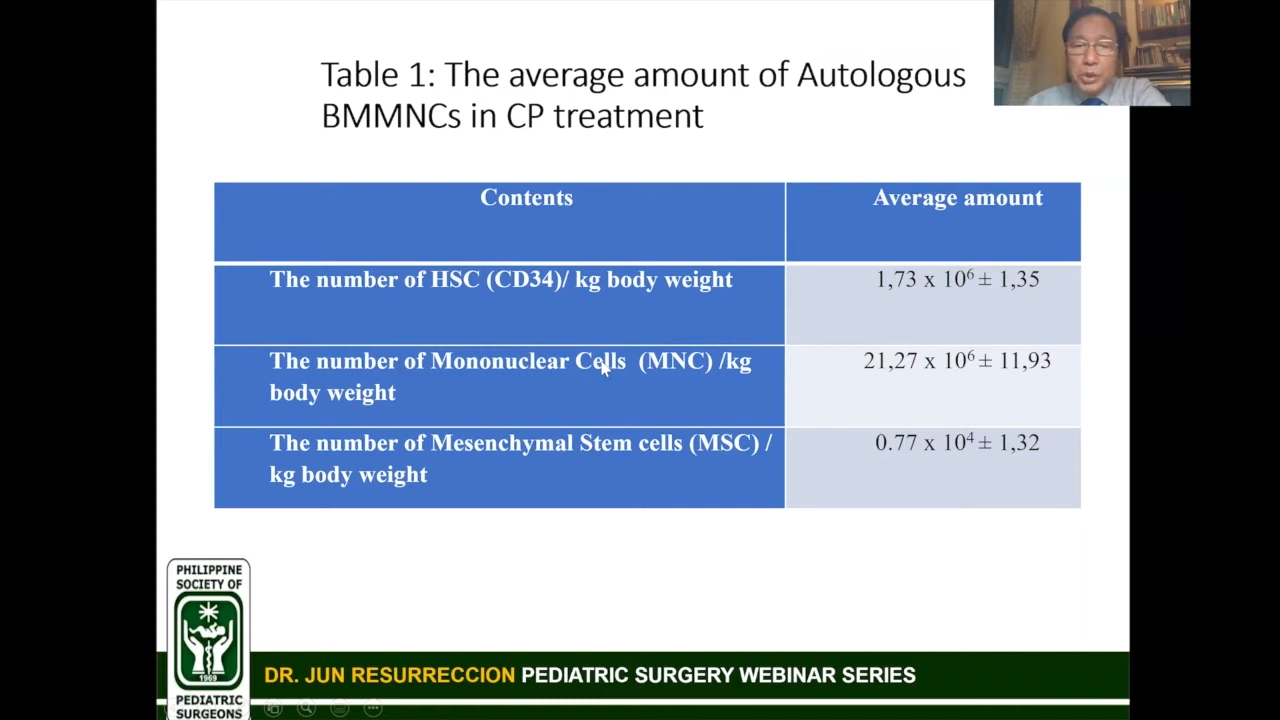 Table 1: The average amount of Autologous
BMMNCs in CP treatment
Contents
Average amount
The number of HSC (CD34)/ kg body weight
1,73 x 10⁶ ± 1,35
The number of Mononuclear Cells (MNC) /kg
body weight
21,27 x 10⁶ ± 11,93
The number of Mesenchymal Stem cells (MSC) /
kg body weight
0.77 x 10⁴ ± 1,32
PHILIPPINE
SOCIETY OF
1969
PEDIATRIC
SURGEONS
DR. JUN RESURRECCION PEDIATRIC SURGERY WEBINAR SERIES